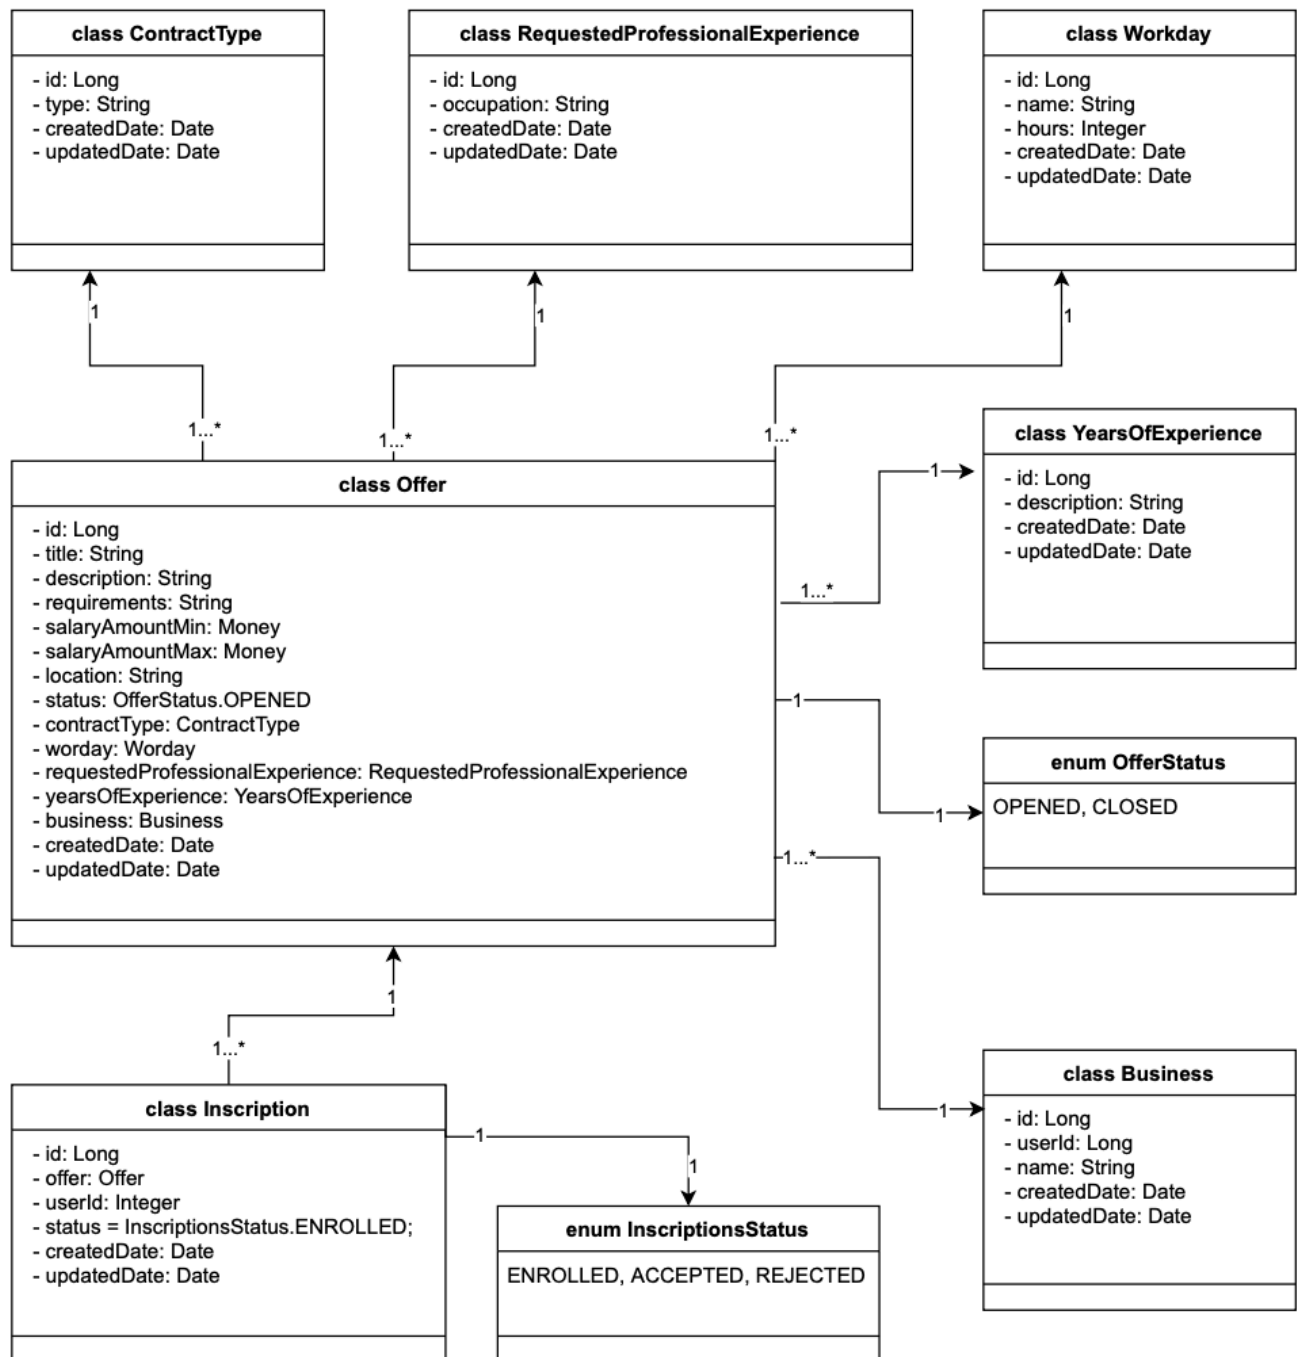 class ContractType
- id: Long
- type: String
- createdDate: Date
- updatedDate: Date
class RequestedProfessionalExperience
- id: Long
- occupation: String
- createdDate: Date
- updatedDate: Date
class Workday
- id: Long
- name: String
- hours: Integer
- createdDate: Date
- updatedDate: Date
1
1
1
1...*
1...*
1...*
class YearsOfExperience
- id: Long
- description: String
- createdDate: Date
- updatedDate: Date
1
1...*
class Offer
- id: Long
- title: String
- description: String
- requirements: String
- salaryAmountMin: Money
- salaryAmountMax: Money
- location: String
- status: OfferStatus.OPENED
- contractType: ContractType
- worday: Worday
- requestedProfessionalExperience: RequestedProfessionalExperience
- yearsOfExperience: YearsOfExperience
- business: Business
- createdDate: Date
- updatedDate: Date
1
1
enum OfferStatus
OPENED, CLOSED
1...*
1
class Business
- id: Long
- userId: Long
- name: String
- createdDate: Date
- updatedDate: Date
1
1...*
class Inscription
- id: Long
- offer: Offer
- userId: Integer
- status = InscriptionsStatus.ENROLLED;
- createdDate: Date
- updatedDate: Date
1
1
enum InscriptionsStatus
ENROLLED, ACCEPTED, REJECTED